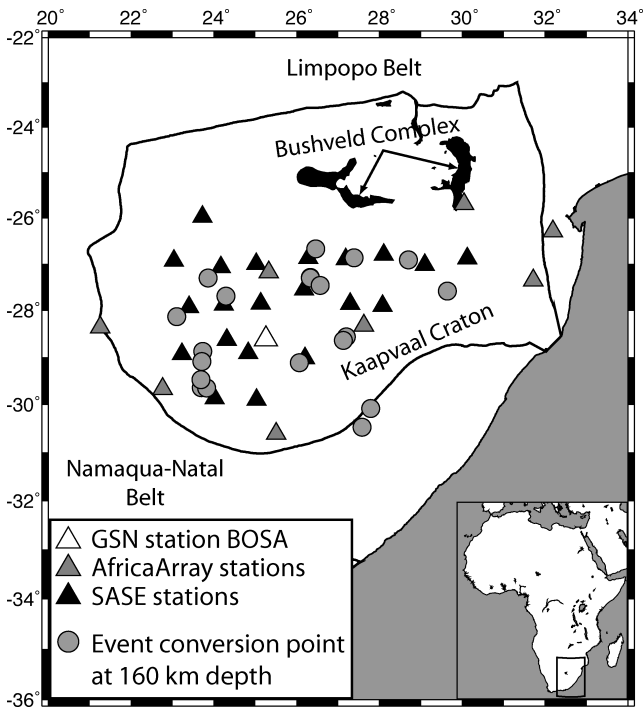 20° 22° 24° 26° 28° 30° 32° 34°
-22°
Limpopo Belt
-24°
Bushveld Complex
-26°
-28°
Kaapvaal Craton
-30°
Namaqua-Natal
Belt
-32°
GSN station BOSA
AfricaArray stations
SASE stations
-34°
Event conversion point
at 160 km depth
-36°